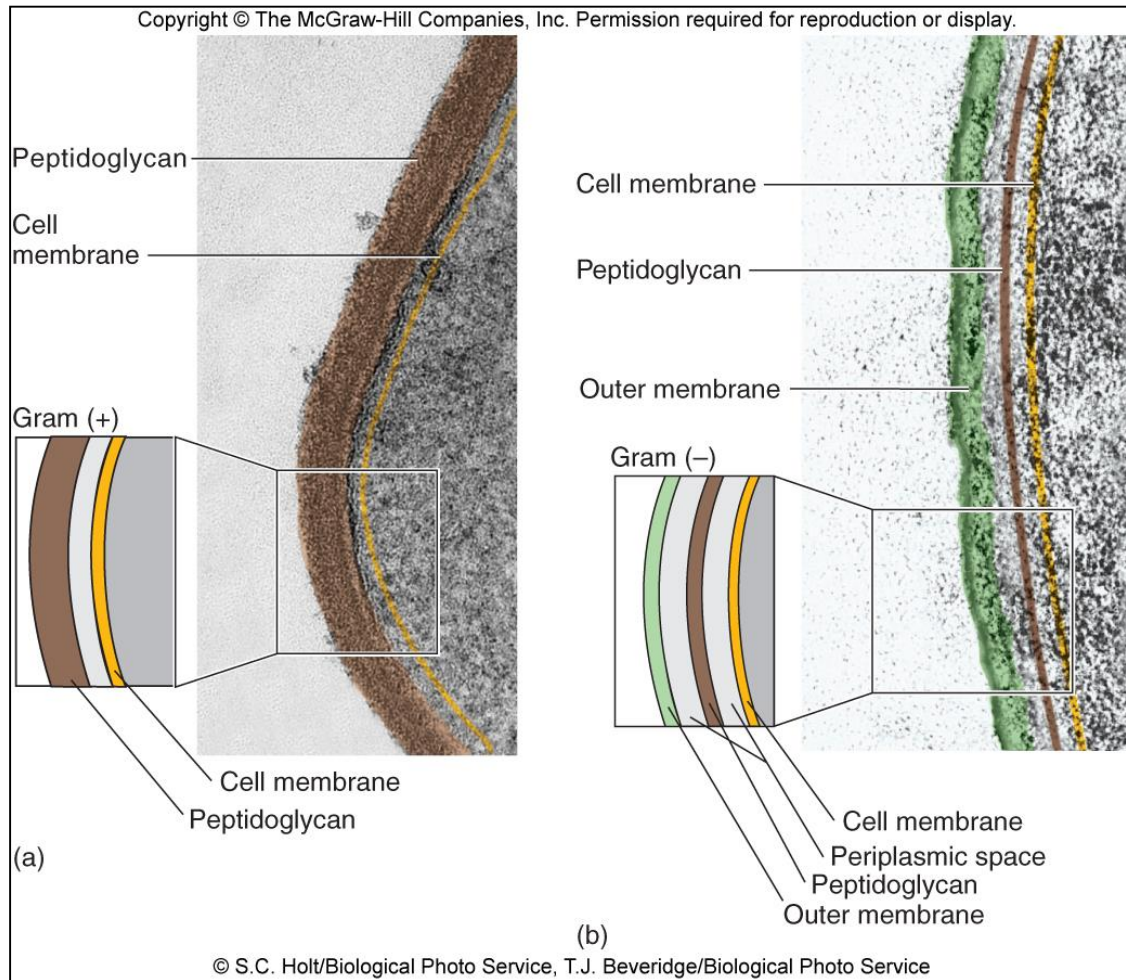 Copyright © The McGraw-Hill Companies, Inc. Permission required for reproduction or display.
Peptidoglycan
Cell
membrane
Gram (+)
Cell membrane
Peptidoglycan
(a)
Cell membrane
Peptidoglycan
Outer membrane
Gram (–)
Cell membrane
Periplasmic space
Peptidoglycan
Outer membrane
(b)
© S.C. Holt/Biological Photo Service, T.J. Beveridge/Biological Photo Service